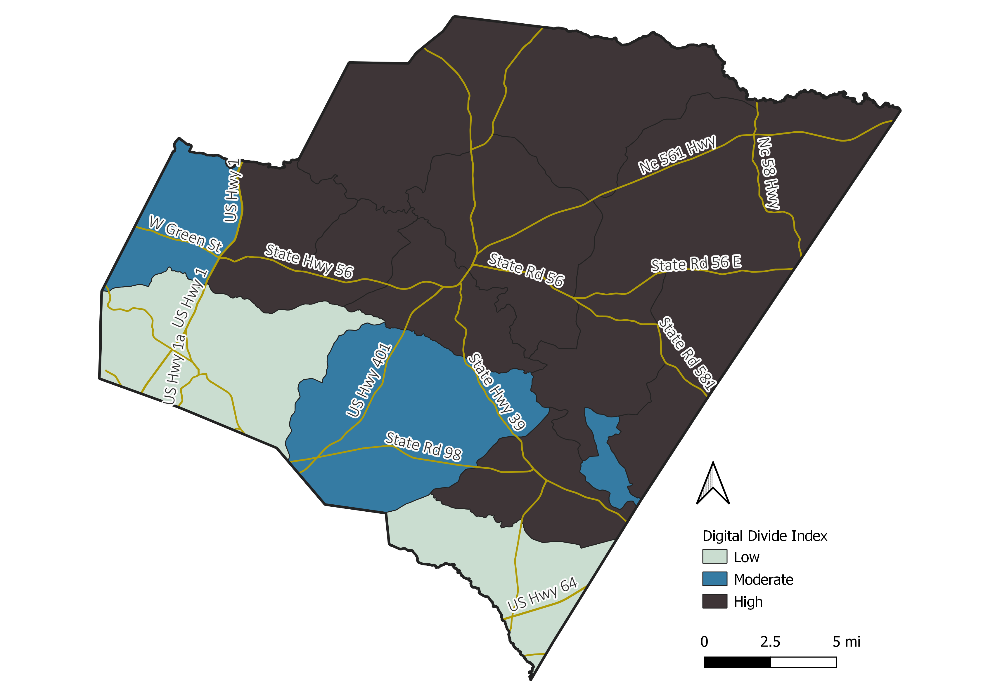 US Hwy 1
Nc 561 Hwy
Nc 58 Hwy
W Green St
State Hwy 56
State Rd 56
State Rd 56 E
US Hwy 1
US Hwy 1a
State Rd 581
US Hwy 401
State Hwy 39
State Rd 98
US Hwy 64
Digital Divide Index
Low
Moderate
High
0 2.5 5 mi